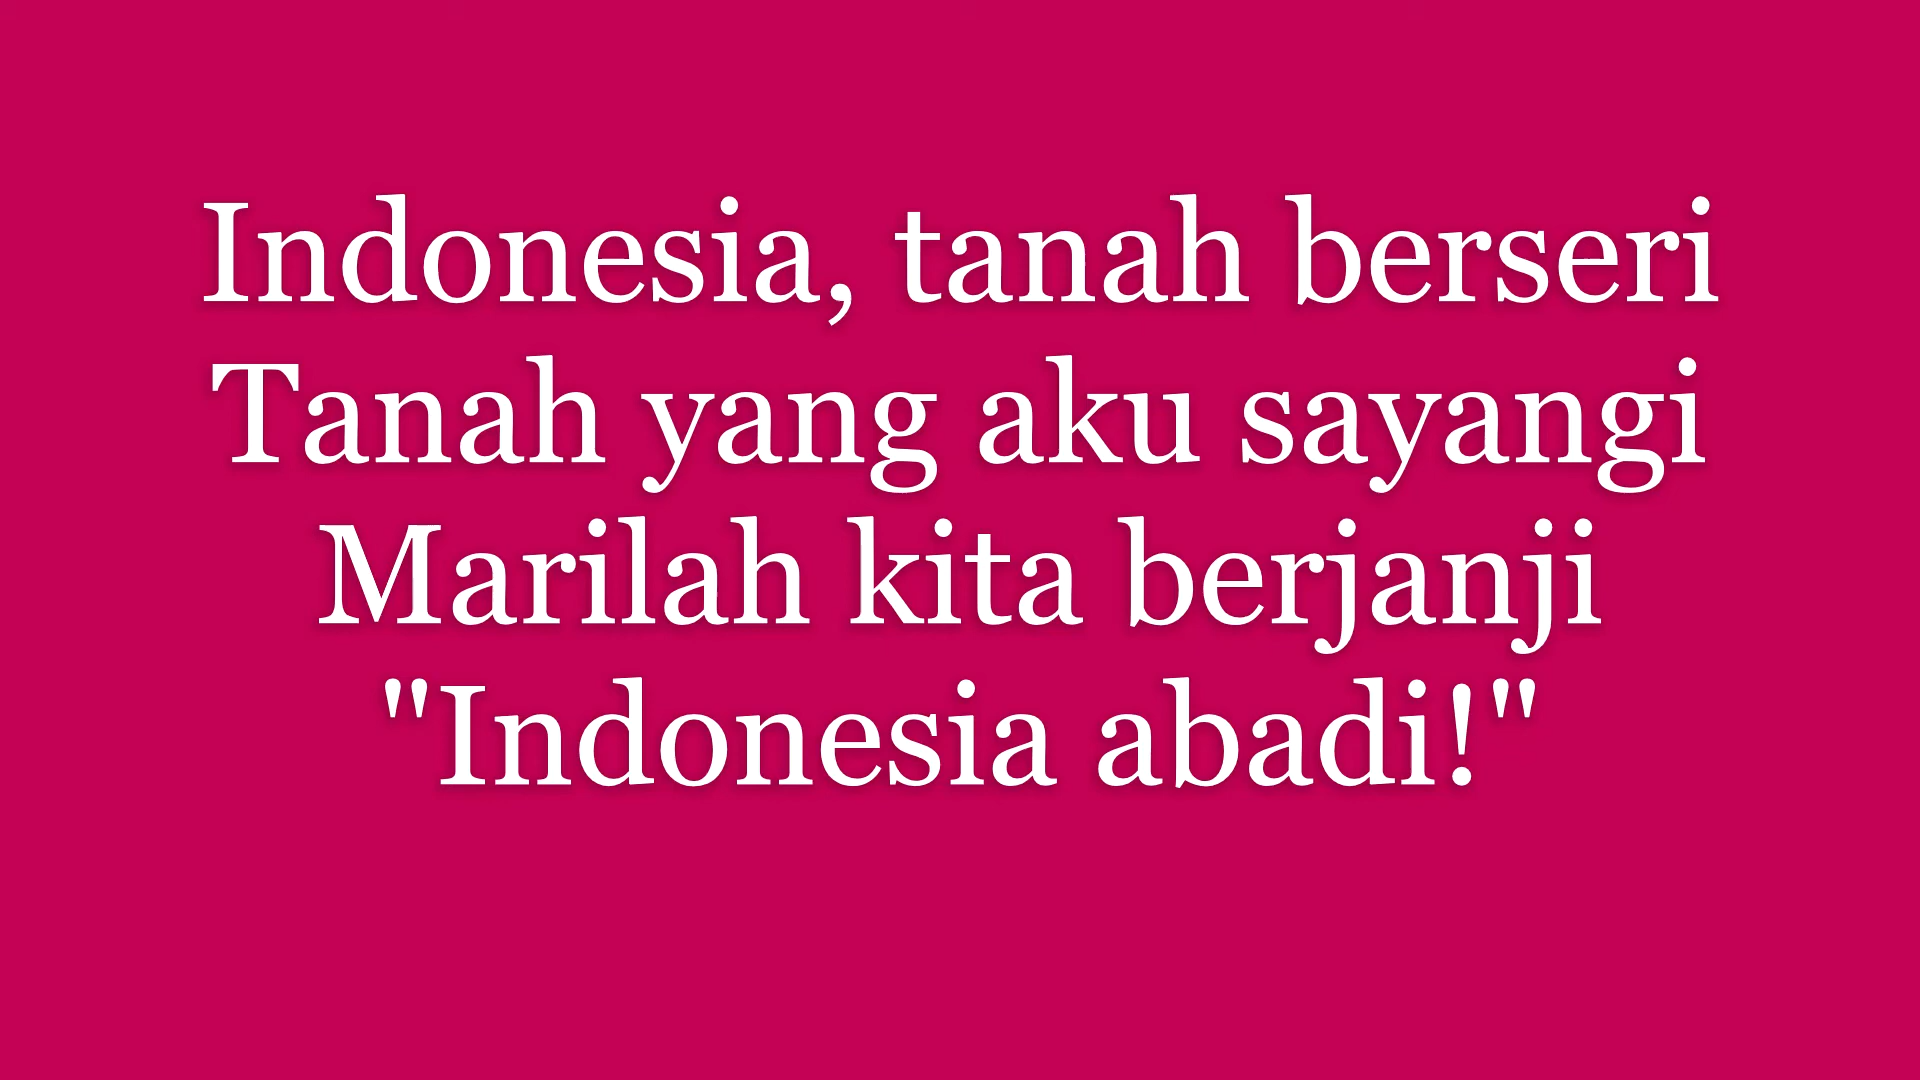 Indonesia, tanah berseri
Tanah yang aku sayangi
Marilah kita berjanji
"Indonesia abadi!"